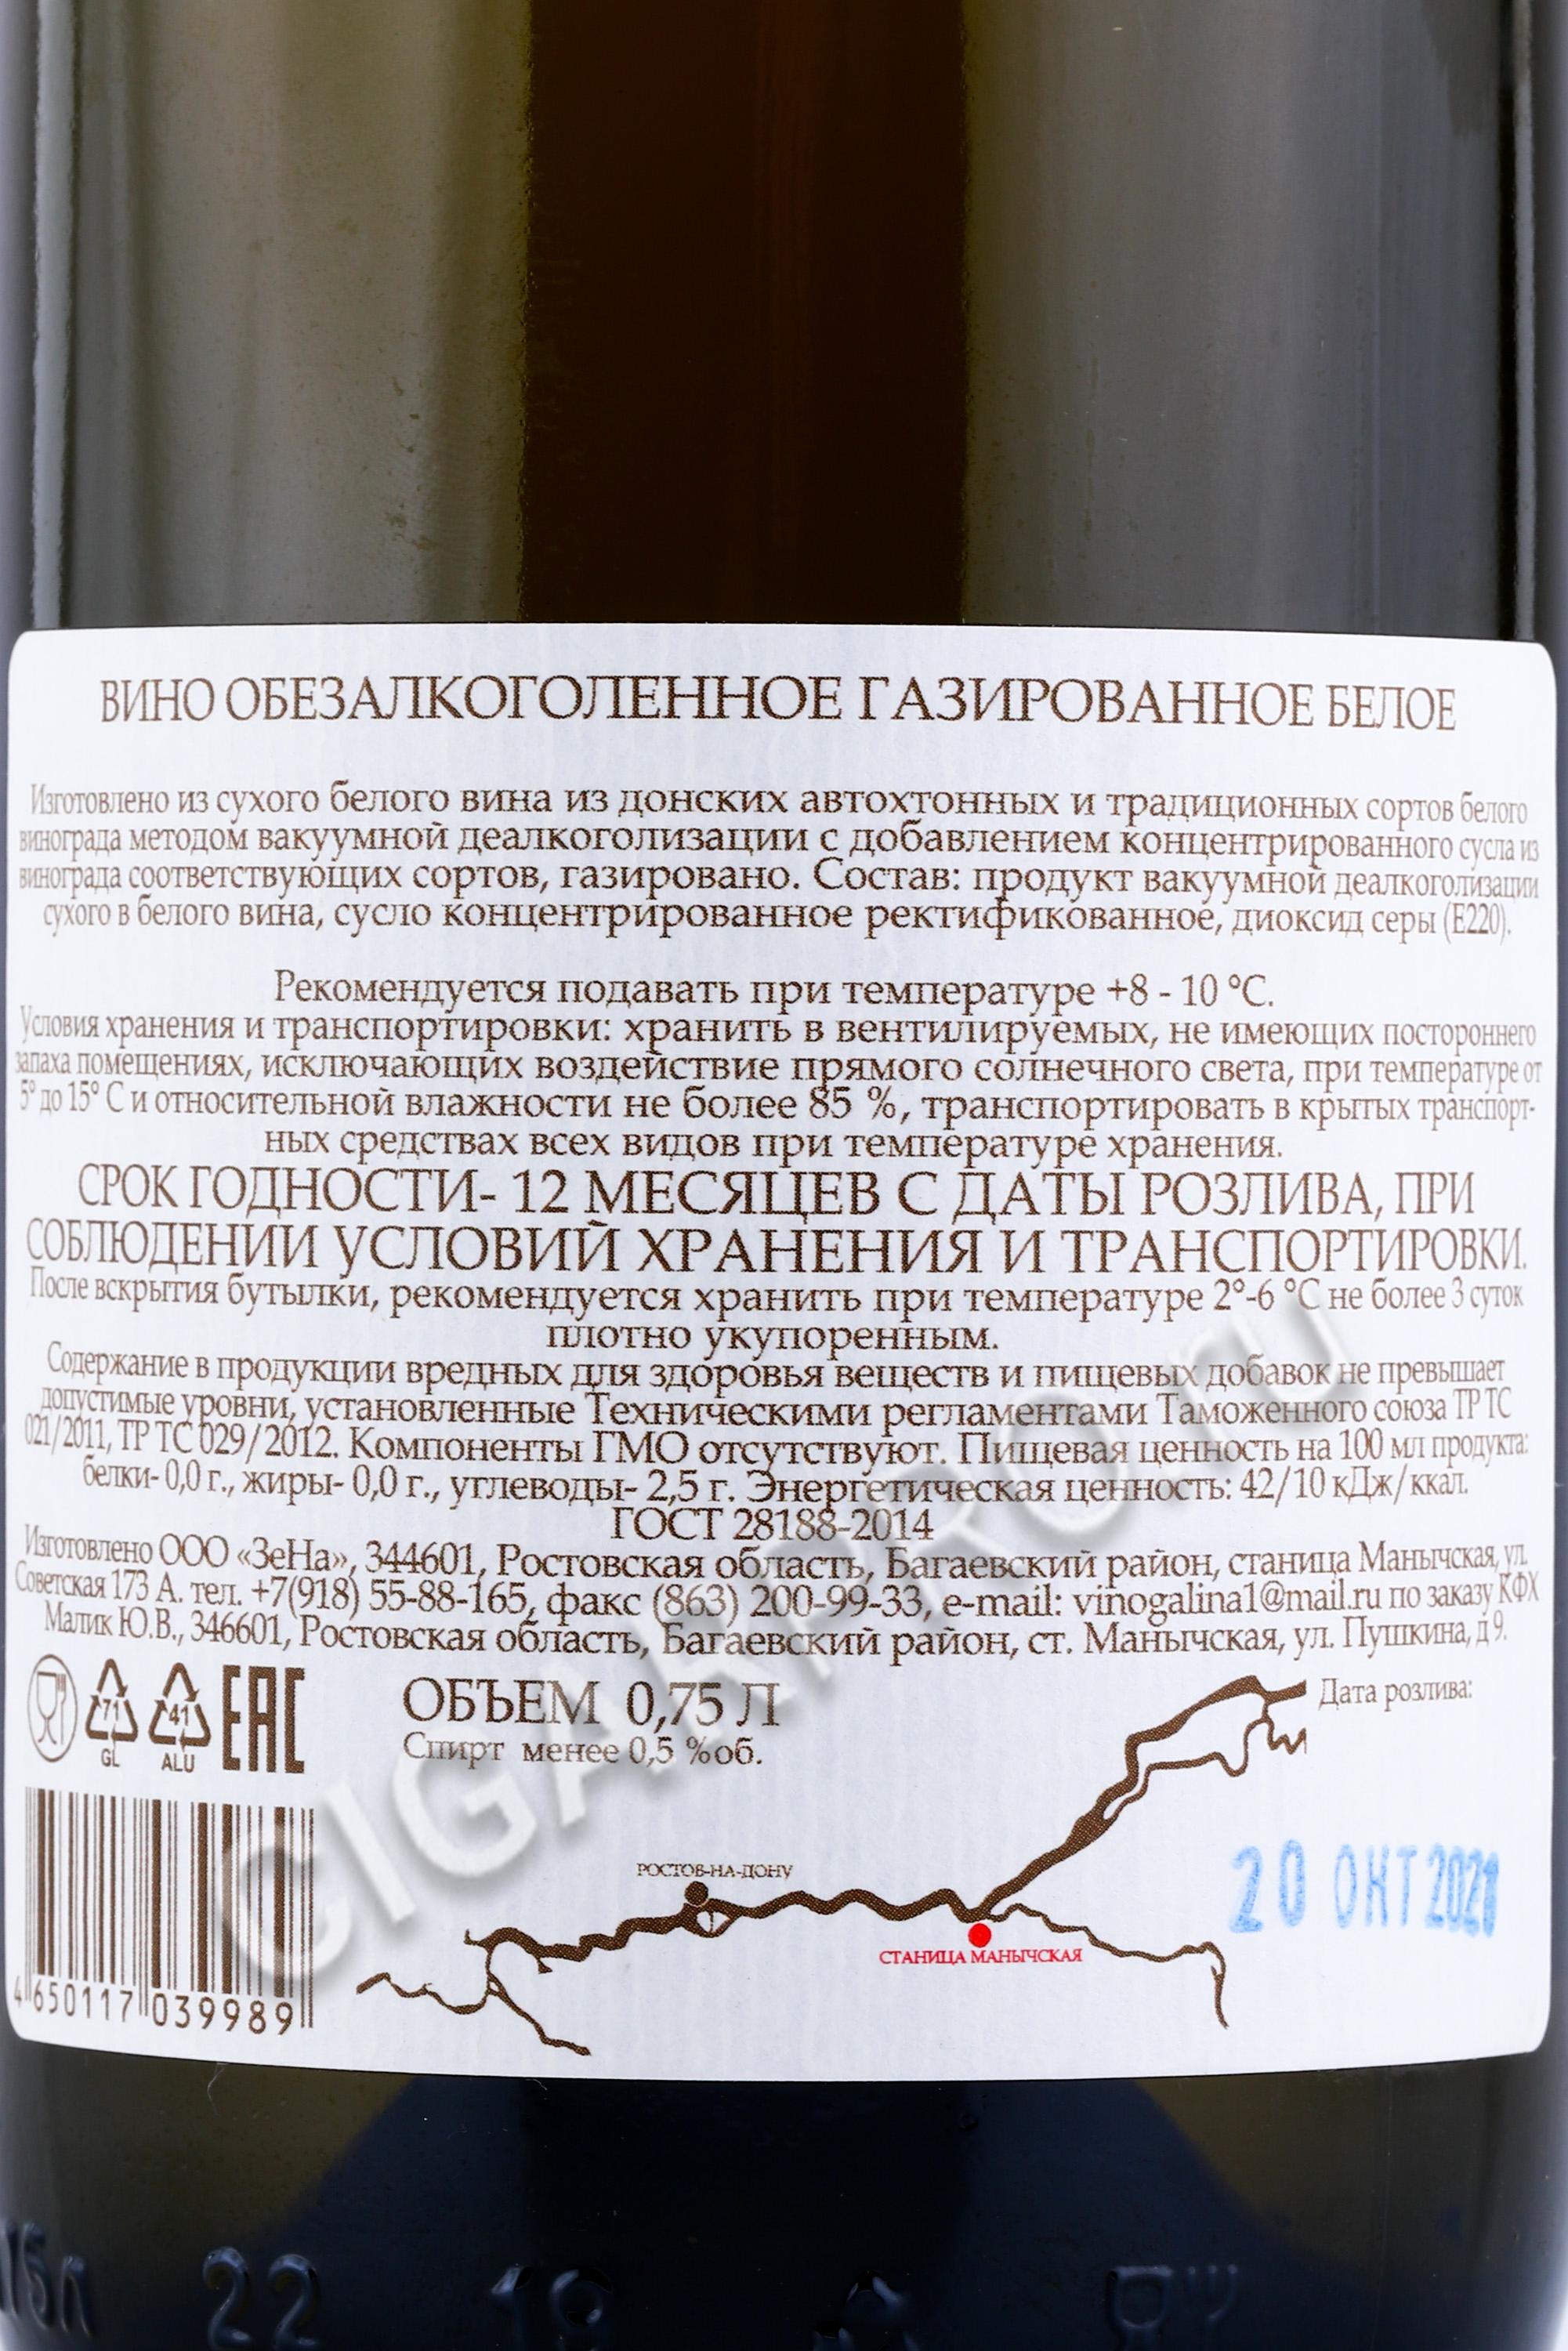 ВИНО ОБЕЗАЛКОГОЛЕННОЕ ГАЗИРОВАННОЕ БЕЛОЕ
Изготовлено из сухого белого вина из донских автохтонных и традиционных сортов белого
винограда методом вакуумной деалкоголизации с добавлением концентрированного сусла из
винограда соответствующих сортов, газировано. Состав: продукт вакуумной деалкоголизации
сухого в белого вина, сусло концентрированное ректификованное, диоксид серы (Е220).
Рекомендуется подавать при температуре +8 - 10 °С.
Условия хранения и транспортировки: хранить в вентилируемых, не имеющих постороннего
запаха помещениях, исключающих воздействие прямого солнечного света, при температуре от
5° до 15° С и относительной влажности не более 85 %, транспортировать в крытых транспорт-
ных средствах всех видов при температуре хранения.
СРОК ГОДНОСТИ- 12 МЕСЯЦЕВ С ДАТЫ РОЗЛИВА, ПРИ
СОБЛЮДЕНИИ УСЛОВИЙ ХРАНЕНИЯ И ТРАНСПОРТИРОВКИ.
После вскрытия бутылки, рекомендуется хранить при температуре 2°-6 °С не более 3 суток
плотно укупоренным.
Содержание в продукции вредных для здоровья веществ и пищевых добавок не превышает
допустимые уровни, установленные Техническими регламентами Таможенного союза ТР ТС
021/2011, ТР ТС 029/2012. Компоненты ГМО отсутствуют. Пищевая ценность на 100 мл продукта:
белки- 0,0 г., жиры- 0,0 г., углеводы- 2,5 г. Энергетическая ценность: 42/10 кДж/ккал.
ГОСТ 28188-2014
Изготовлено ООО «ЗеНа», 344601, Ростовская область, Багаевский район, станица Манычская, ул.
Советская 173 А. тел. +7(918) 55-88-165, факс (863) 200-99-33, e-mail: vinogalina1@mail.ru по заказу КФХ
Малик Ю.В., 346601, Ростовская область, Багаевский район, ст. Манычская, ул. Пушкина, д 9.
71
GL
41
ALU
EAC
ОБЪЕМ 0,75 Л
Спирт менее 0,5 %об.
Дата розлива:
20 ОКТ 2021
РОСТОВ-НА-ДОНУ
СТАНИЦА МАНЫЧСКАЯ
4 650117 039989
CIGARPRO.ru
22